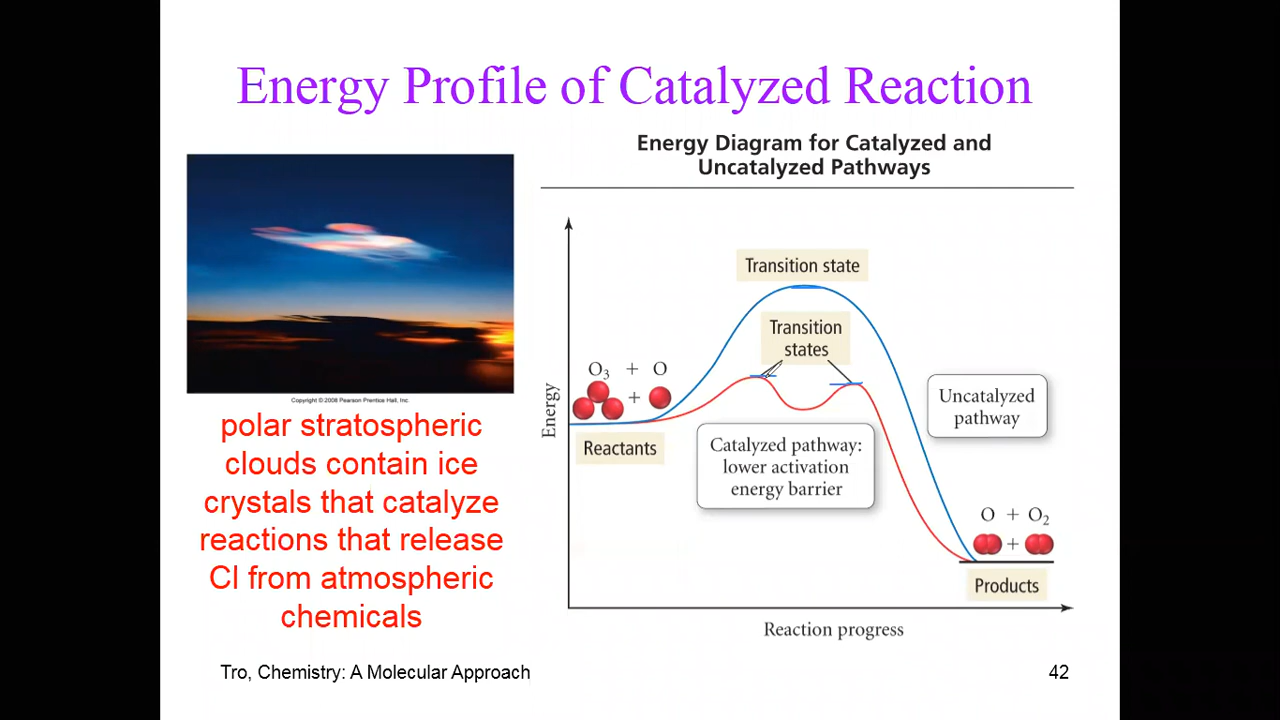 Energy Profile of Catalyzed Reaction
Energy Diagram for Catalyzed and
Uncatalyzed Pathways
Copyright © 2008 Pearson Prentice Hall, Inc.
polar stratospheric
clouds contain ice
crystals that catalyze
reactions that release
Cl from atmospheric
chemicals
Energy
Transition state
Transition
states
O₃ + O
+
Reactants
Catalyzed pathway:
lower activation
energy barrier
Uncatalyzed
pathway
O + O₂
+
Products
Reaction progress
Tro, Chemistry: A Molecular Approach
42